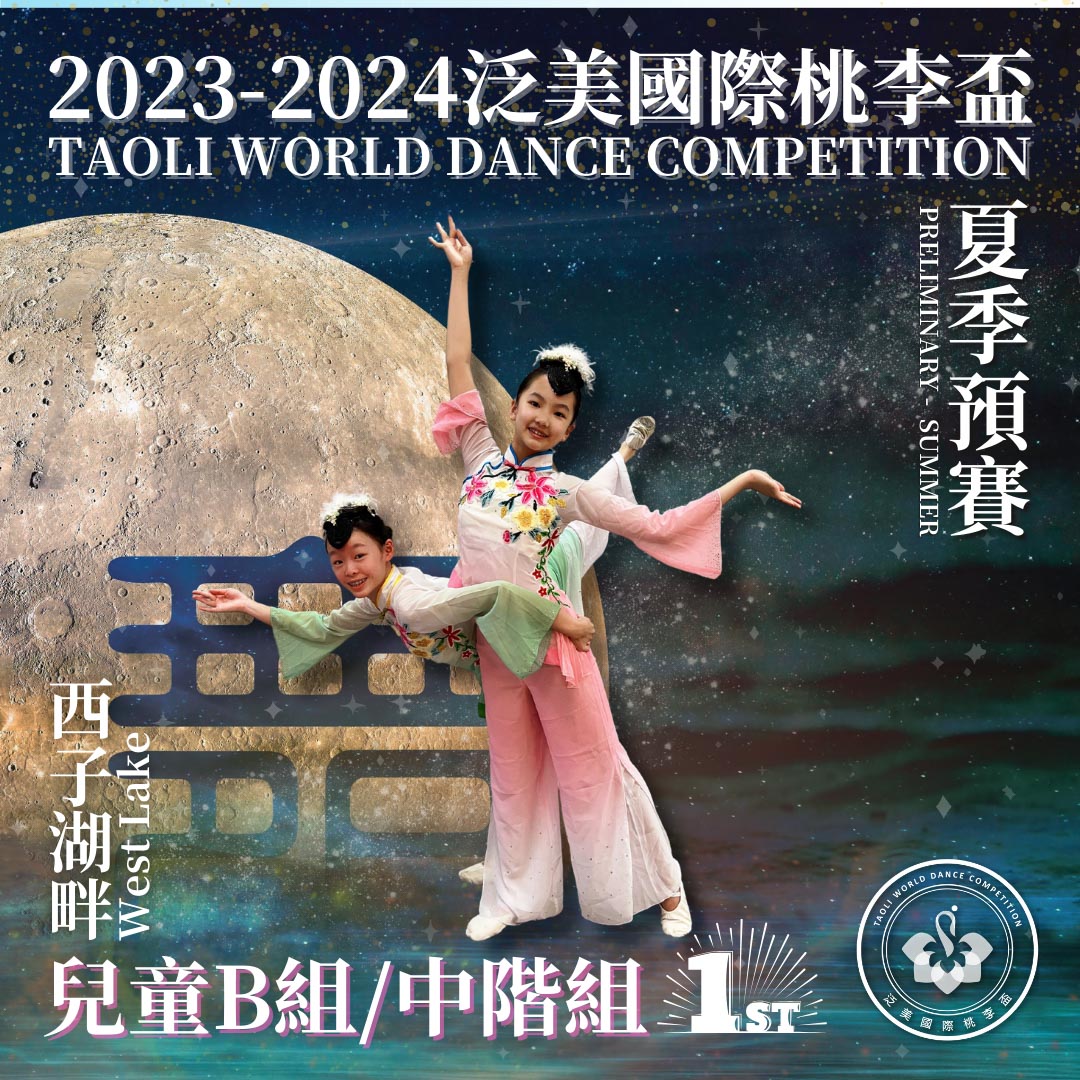 2023-2024泛美國際桃李盃
TAOLI WORLD DANCE COMPETITION
夏季預賽
PRELIMINARY - SUMMER
西子湖畔
West Lake
兒童B組/中階組
1ST
TAOLI WORLD DANCE COMPETITION
泛美國際桃李盃